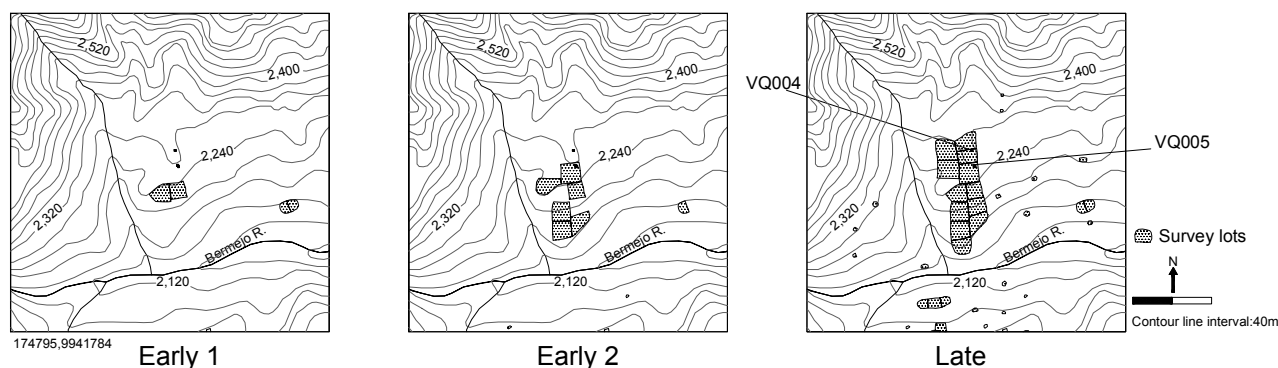 2,520
2,400
2,240
2,320
Bermejo R.
2,120
174795,9941784
Early 1
2,520
2,400
2,240
2,320
Bermejo R.
2,120
Early 2
2,520
2,400
VQ004
VQ005
2,240
2,320
Bermejo R.
2,120
Late
Survey lots
N
Contour line interval:40m